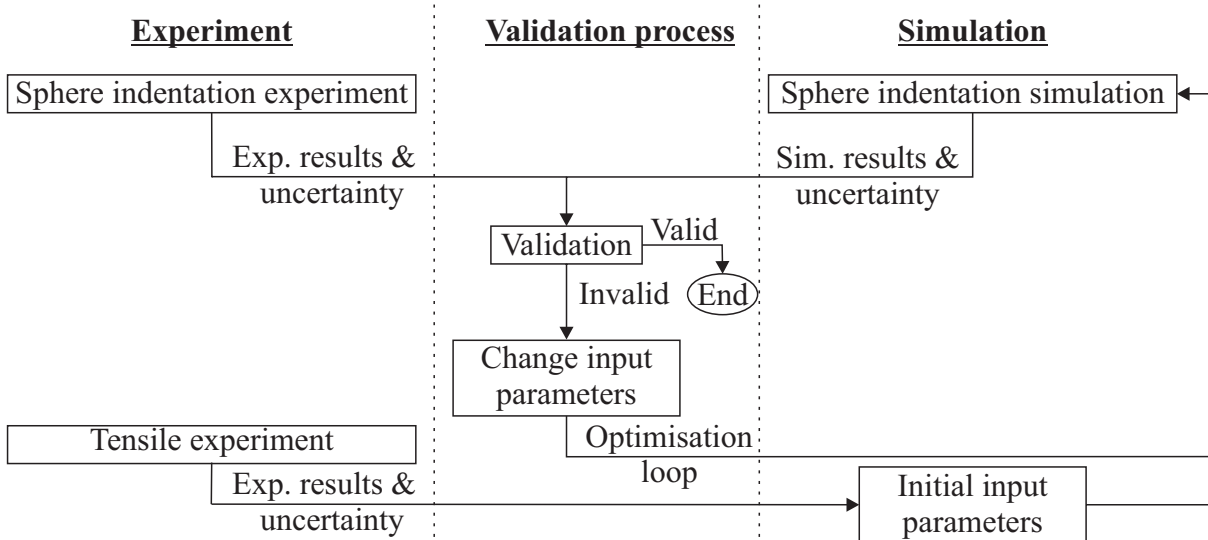 Experiment
Validation process
Simulation
Sphere indentation experiment
Sphere indentation simulation
Exp. results &
uncertainty
Sim. results &
uncertainty
Validation
Valid
End
Invalid
Change input
parameters
Tensile experiment
Optimisation
loop
Exp. results &
uncertainty
Initial input
parameters